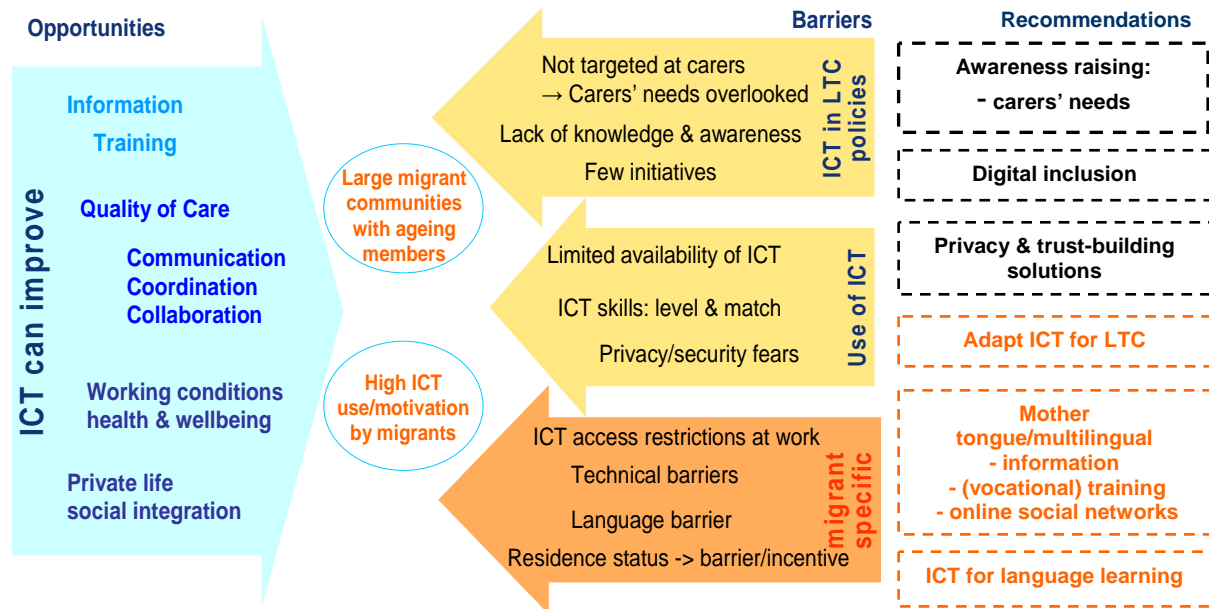 Opportunities
ICT can improve
Information
Training
Quality of Care
Communication
Coordination
Collaboration
Working conditions
health & wellbeing
Private life
social integration
Large migrant
communities
with ageing
members
High ICT
use/motivation
by migrants
Barriers
Not targeted at carers
→ Carers' needs overlooked
Lack of knowledge & awareness
Few initiatives
ICT in LTC
policies
Limited availability of ICT
ICT skills: level & match
Privacy/security fears
Use of ICT
ICT access restrictions at work
Technical barriers
Language barrier
Residence status -> barrier/incentive
migrant
specific
Recommendations
Awareness raising:
- carers' needs
Digital inclusion
Privacy & trust-building
solutions
Adapt ICT for LTC
Mother
tongue/multilingual
- information
- (vocational) training
- online social networks
ICT for language learning